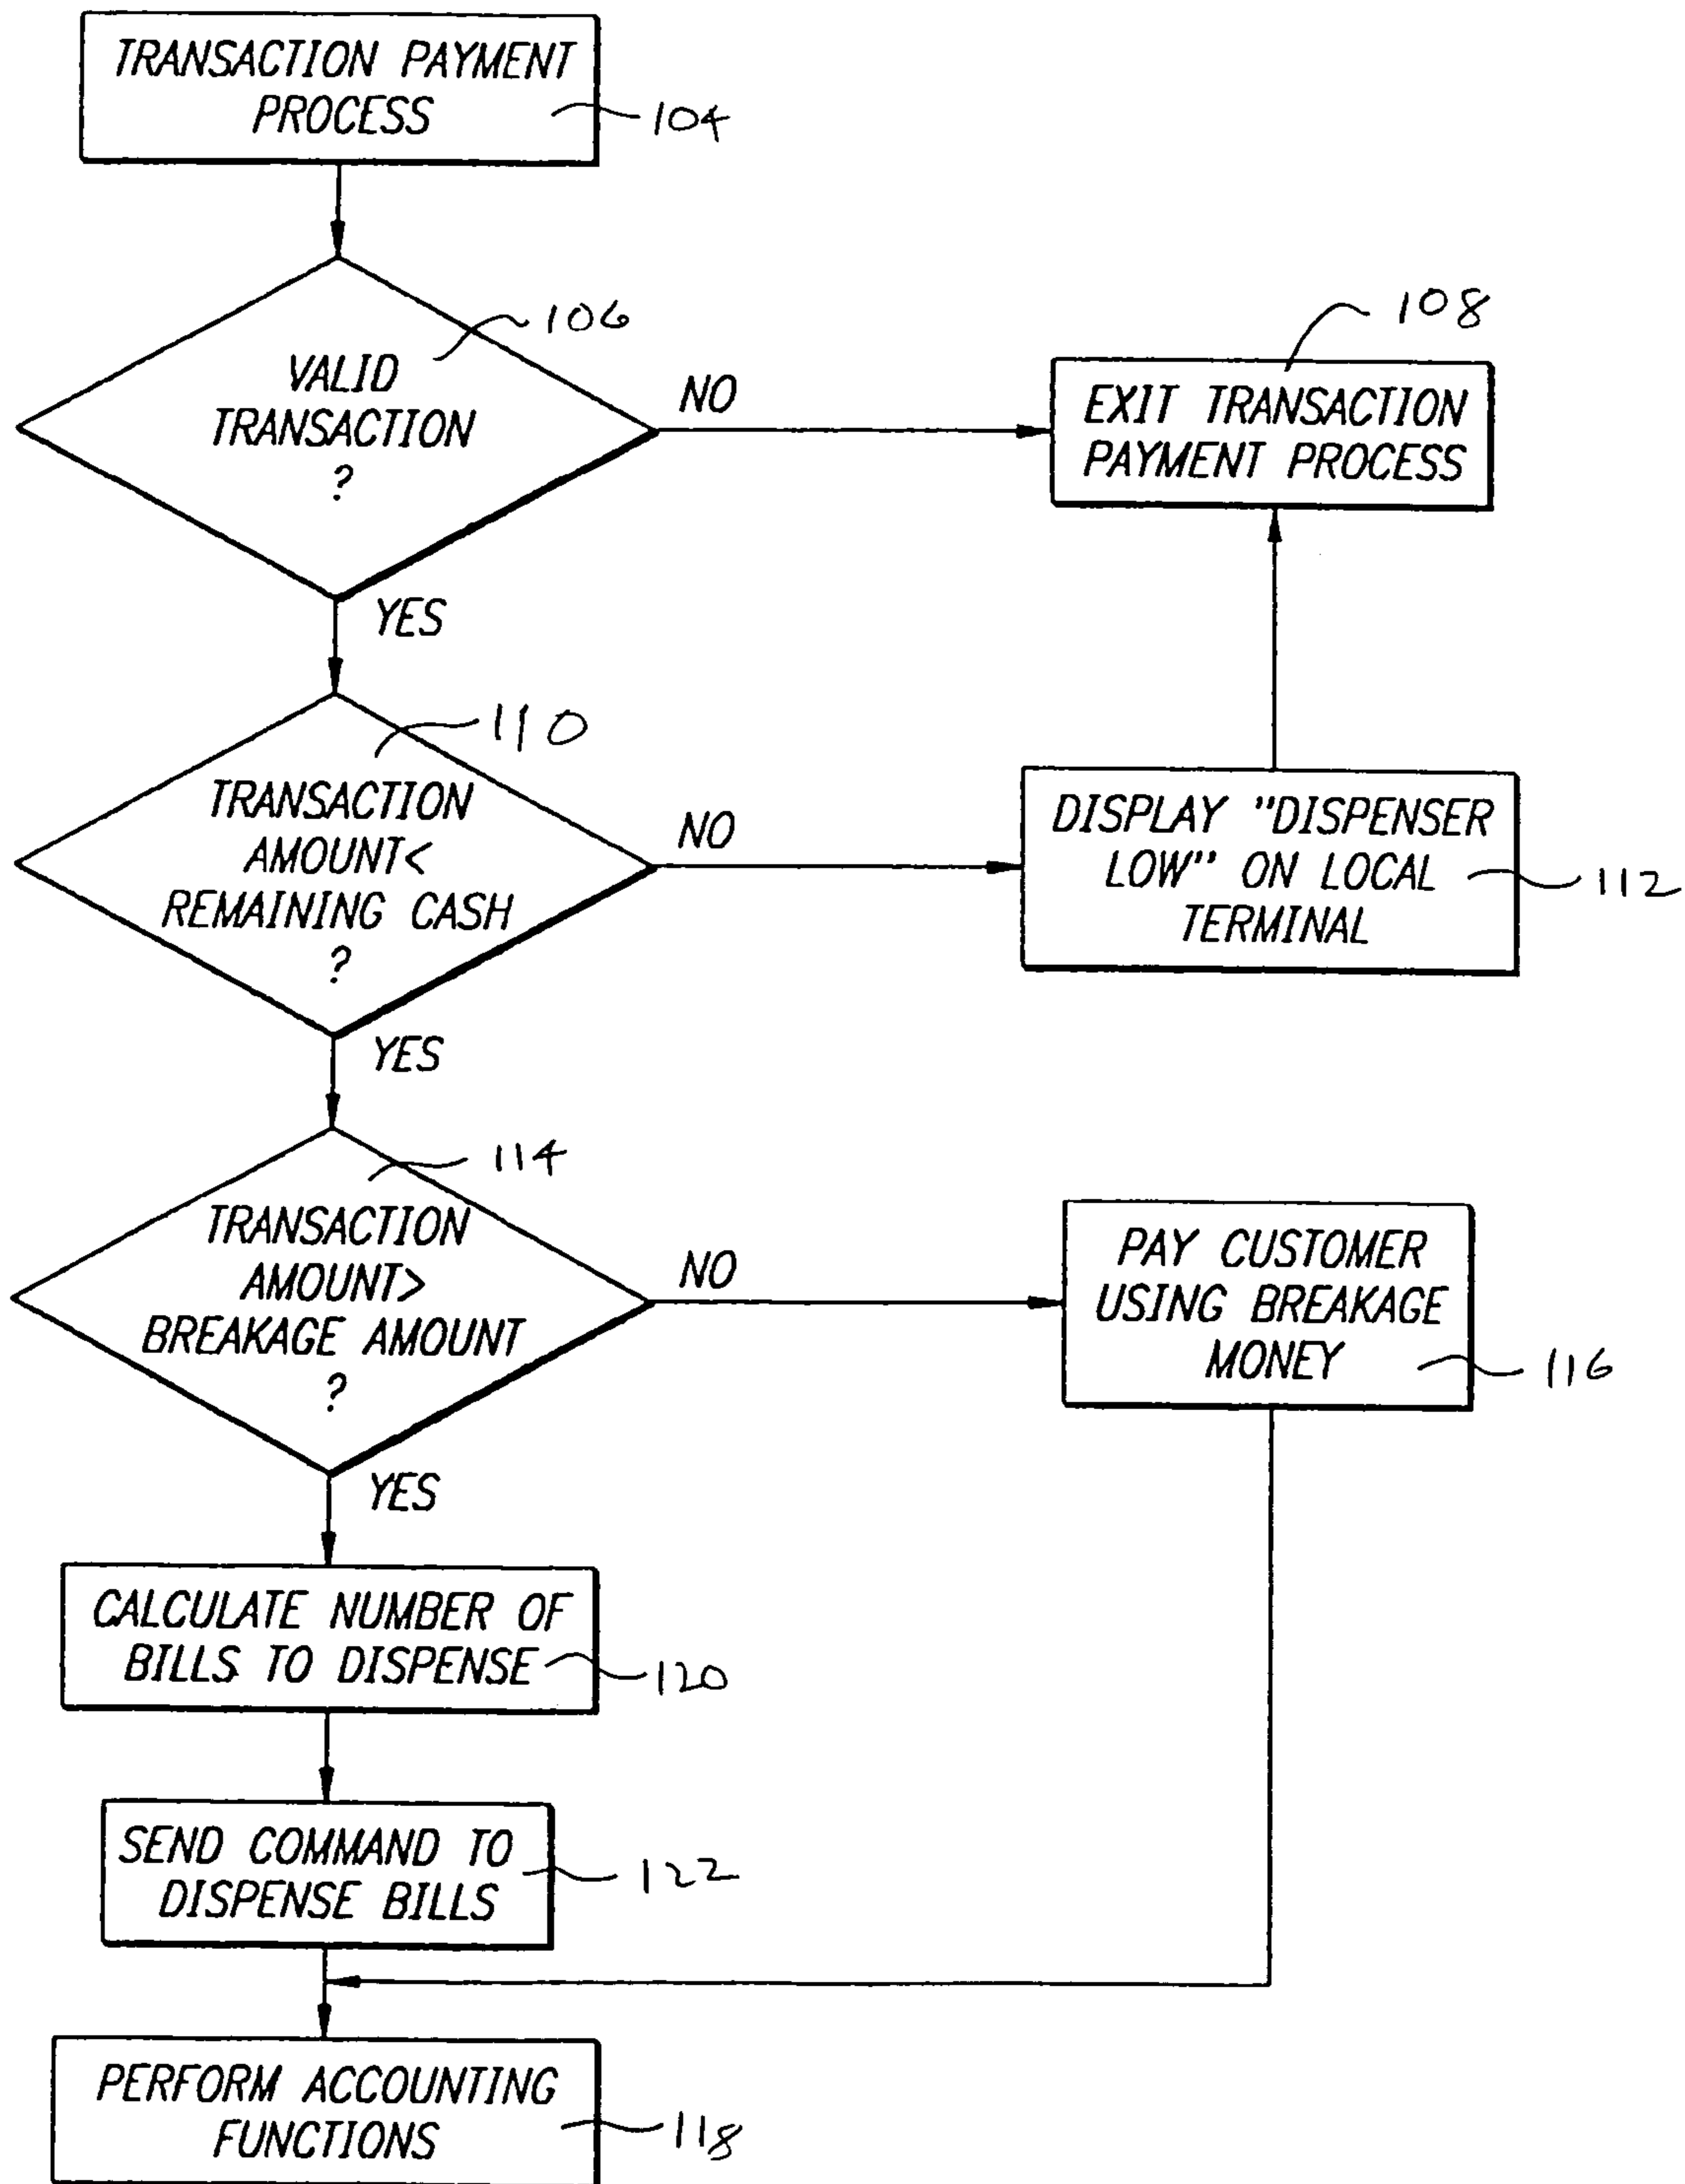 TRANSACTION PAYMENT
PROCESS
104
106
VALID
TRANSACTION
?
NO
108
EXIT TRANSACTION
PAYMENT PROCESS
YES
110
TRANSACTION
AMOUNT<
REMAINING CASH
?
NO
DISPLAY "DISPENSER
LOW" ON LOCAL
TERMINAL
112
YES
114
TRANSACTION
AMOUNT>
BREAKAGE AMOUNT
?
NO
PAY CUSTOMER
USING BREAKAGE
MONEY
116
YES
CALCULATE NUMBER OF
BILLS TO DISPENSE
120
SEND COMMAND TO
DISPENSE BILLS
122
PERFORM ACCOUNTING
FUNCTIONS
118